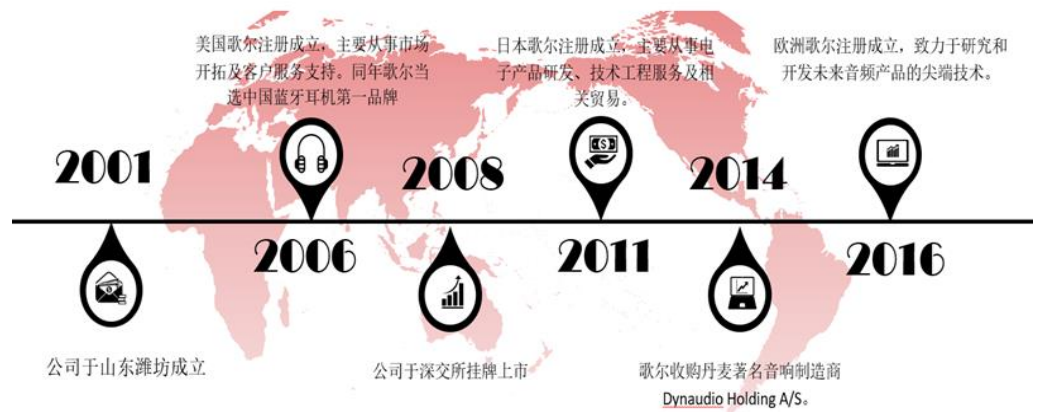 美国歌尔注册成立，主要从事市场
开拓及客户服务支持。同年歌尔当
选中国蓝牙耳机第一品牌
日本歌尔注册成立，主要从事电
子产品研发、技术工程服务及相
关贸易。
欧洲歌尔注册成立，致力于研究和
开发未来音频产品的尖端技术。
2001
2008
2014
2006
2011
2016
公司于山东潍坊成立
公司于深交所挂牌上市
歌尔收购丹麦著名音响制造商
Dynaudio Holding A/S。